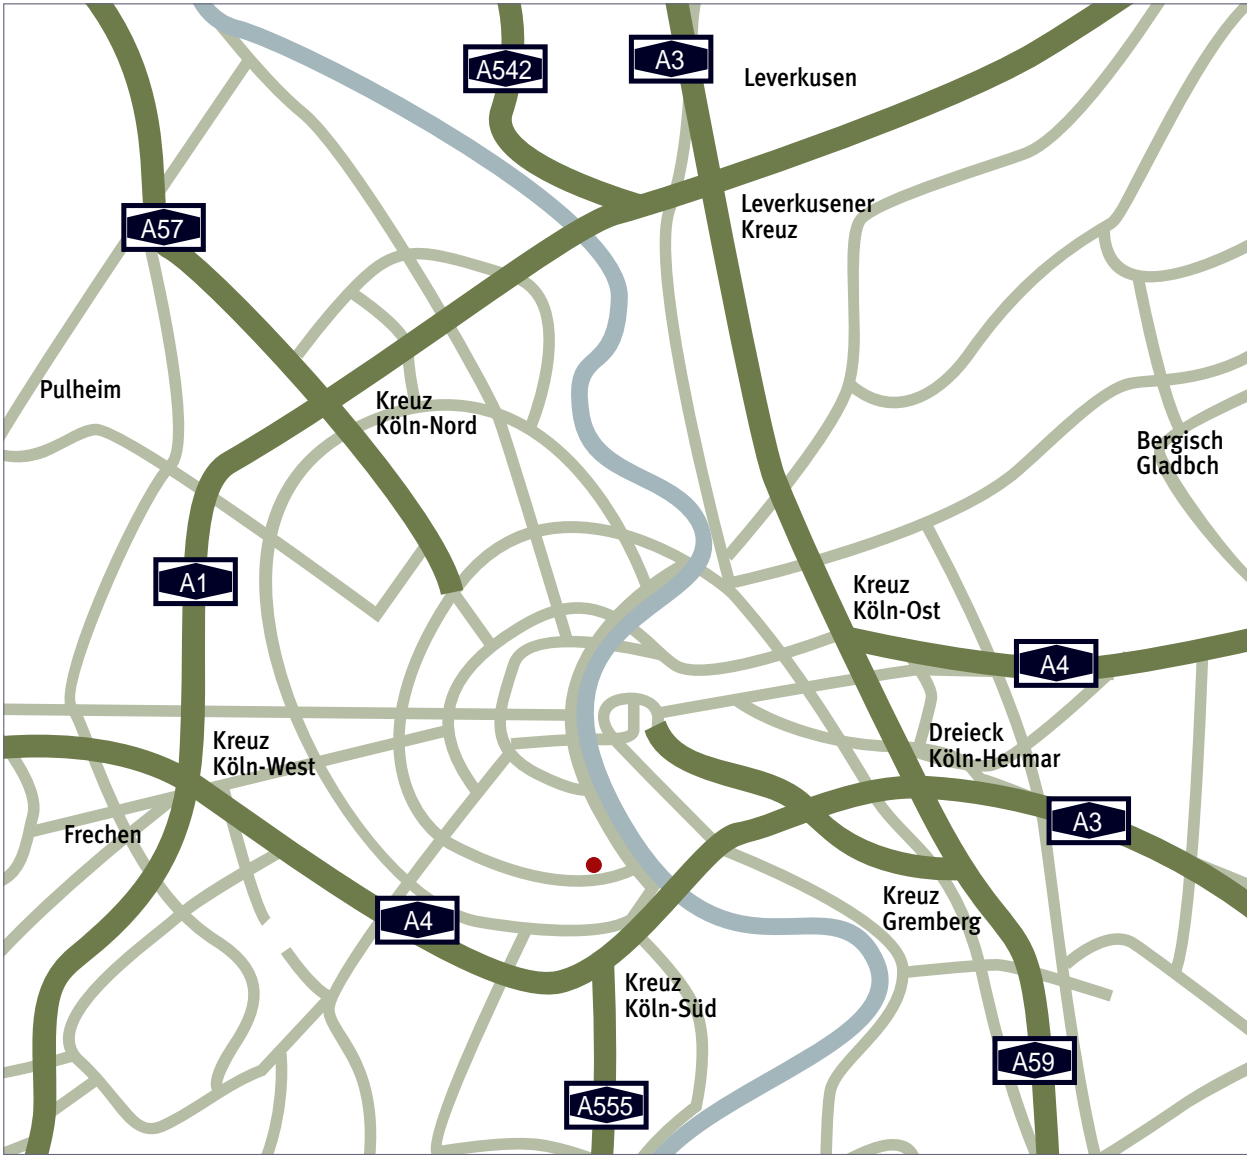 A542
A3
Leverkusen
Leverkusener
Kreuz
A57
Pulheim
Kreuz
Köln-Nord
Bergisch
Gladbch
A1
Kreuz
Köln-Ost
A4
Kreuz
Köln-West
Dreieck
Köln-Heumar
Frechen
A3
Kreuz
Gremberg
A4
Kreuz
Köln-Süd
A59
A555